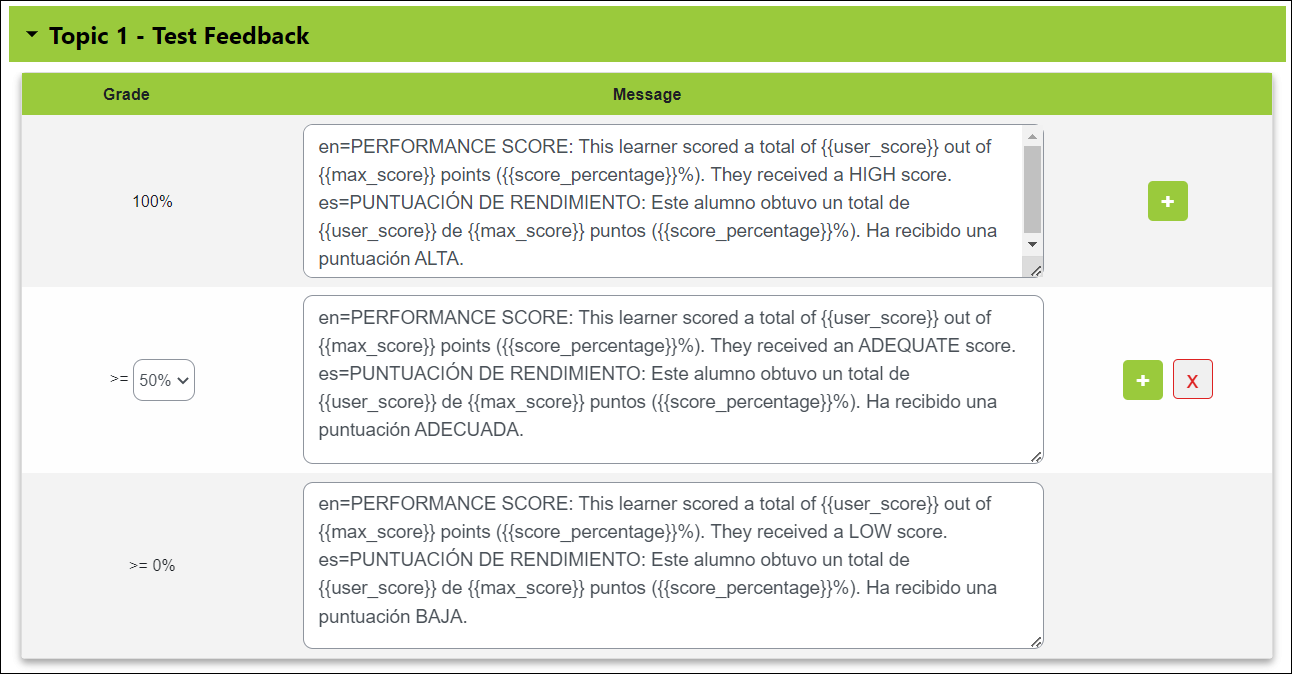 Topic 1 - Test Feedback
Grade
Message
100%
en=PERFORMANCE SCORE: This learner scored a total of {{user_score}} out of
{{max_score}} points ({{score_percentage}}%). They received a HIGH score.
es=PUNTUACIÓN DE RENDIMIENTO: Este alumno obtuvo un total de
{{user_score}} de {{max_score}} puntos ({{score_percentage}}%). Ha recibido una
puntuación ALTA.
+
>= 50%
en=PERFORMANCE SCORE: This learner scored a total of {{user_score}} out of
{{max_score}} points ({{score_percentage}}%). They received an ADEQUATE score.
es=PUNTUACIÓN DE RENDIMIENTO: Este alumno obtuvo un total de
{{user_score}} de {{max_score}} puntos ({{score_percentage}}%). Ha recibido una
puntuación ADECUADA.
+ X
>= 0%
en=PERFORMANCE SCORE: This learner scored a total of {{user_score}} out of
{{max_score}} points ({{score_percentage}}%). They received a LOW score.
es=PUNTUACIÓN DE RENDIMIENTO: Este alumno obtuvo un total de
{{user_score}} de {{max_score}} puntos ({{score_percentage}}%). Ha recibido una
puntuación BAJA.